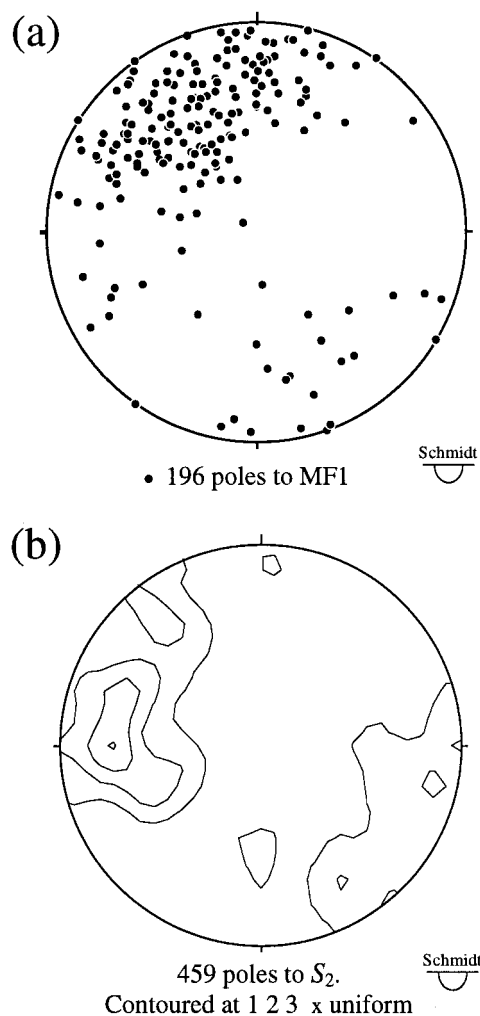 (a)
Schmidt
• 196 poles to MF1
(b)
Schmidt
459 poles to S₂.
Contoured at 1 2 3 x uniform